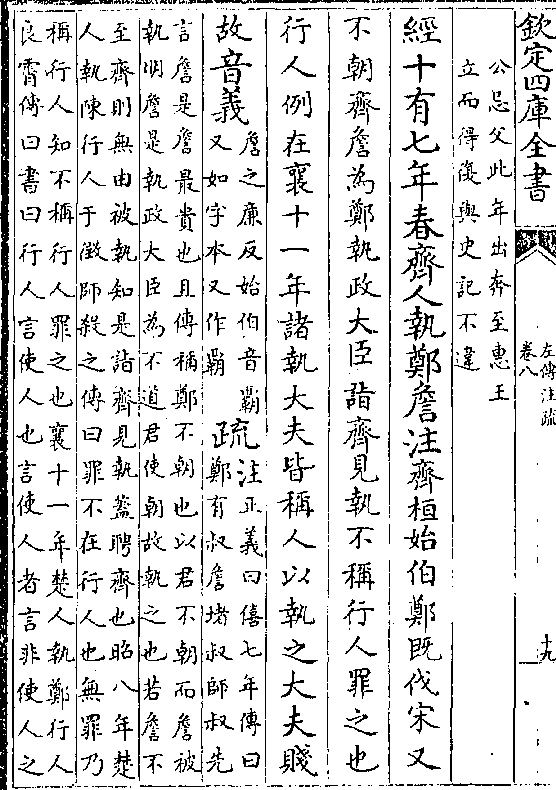 欽定四庫全書
左傳注疏
卷八
十九
公忌父此年出奔至惠王
立而得復與史記不違
經十有七年春齊人執鄭詹注齊桓始伯鄭既伐宋又
不朝齊詹為鄭執政大臣詣齊見執不稱行人罪之也
行人例在襄十一年諸執大夫皆稱人以執之大夫賤
故音義
詹之廉反始伯音霸
又如字本又作霸
疏
注正義曰僖七年傳曰
鄭有叔詹堵叔師叔先
言詹是詹最貴也且傳稱鄭不朝也以君不朝而詹被
執明詹是執政大臣為不道君使朝故執之也若詹不
至齊則無由被執知是詣齊見執蓋聘齊也昭八年楚
人執陳行人于徵師殺之傳曰罪不在行人也無罪乃
稱行人知不稱行人罪之也襄十一年楚人執鄭行人
良霄傳曰書曰行人言使人也言使人者言非使人之